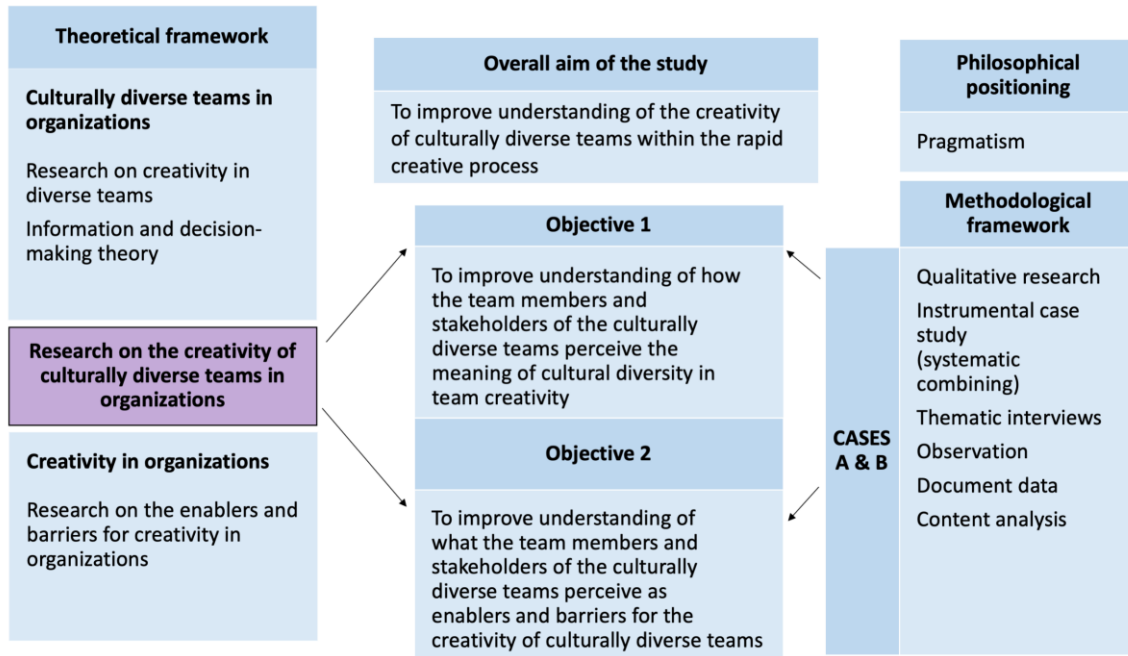 Theoretical framework
Culturally diverse teams in
organizations
Research on creativity in
diverse teams
Information and decision-
making theory
Research on the creativity of
culturally diverse teams in
organizations
Creativity in organizations
Research on the enablers and
barriers for creativity in
organizations
Overall aim of the study
To improve understanding of the creativity
of culturally diverse teams within the rapid
creative process
Objective 1
To improve understanding of how
the team members and
stakeholders of the culturally
diverse teams perceive the
meaning of cultural diversity in
team creativity
Objective 2
To improve understanding of
what the team members and
stakeholders of the culturally
diverse teams perceive as
enablers and barriers for the
creativity of culturally diverse teams
CASES
A & B
Philosophical
positioning
Pragmatism
Methodological
framework
Qualitative research
Instrumental case
study
(systematic
combining)
Thematic interviews
Observation
Document data
Content analysis